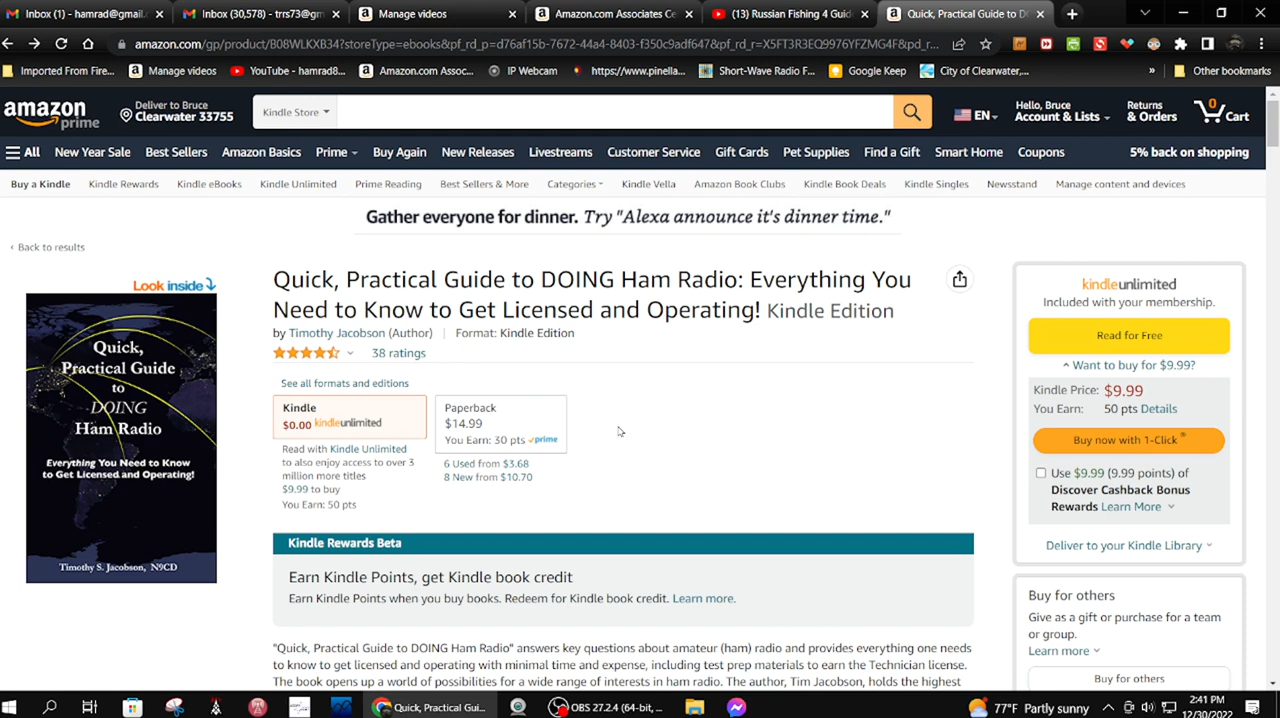 Inbox (1) - hamrad@gmail.c
Inbox (30,578) - trrs73@gm
Manage videos
Amazon.com Associates Ce
(13) Russian Fishing 4 Guide
Quick, Practical Guide to DO
amazon.com/gp/product/B08WLKXB34?storeType=ebooks&pf_rd_p=d76af15b-7672-44a4-8403-f350c9adf647&pf_rd_r=X5FT3R3EQ9976YFZMG4F&pd_r...
Imported From Fire...
Manage videos
YouTube - hamrad8...
Amazon.com Assoc...
IP Webcam
https://www.pinella...
Short-Wave Radio F...
Google Keep
City of Clearwater,...
»
Other bookmarks
amazon prime
Deliver to Bruce
Clearwater 33755
Kindle Store
EN
Hello, Bruce
Account & Lists
Returns
& Orders
0
Cart
All New Year Sale Best Sellers Amazon Basics Prime Buy Again New Releases Livestreams Customer Service Gift Cards Pet Supplies Find a Gift Smart Home Coupons 5% back on shopping
Buy a Kindle Kindle Rewards Kindle eBooks Kindle Unlimited Prime Reading Best Sellers & More Categories Kindle Vella Amazon Book Clubs Kindle Book Deals Kindle Singles Newsstand Manage content and devices
Gather everyone for dinner. Try "Alexa announce it's dinner time."
‹ Back to results
Look inside
Quick,
Practical Guide
to
DOING
Ham Radio
Everything You Need to Know
to Get Licensed and Operating!
Timothy S. Jacobson, N9CD
Quick, Practical Guide to DOING Ham Radio: Everything You
Need to Know to Get Licensed and Operating! Kindle Edition
by Timothy Jacobson (Author) | Format: Kindle Edition
38 ratings
See all formats and editions
Kindle
$0.00 kindleunlimited
Read with Kindle Unlimited
to also enjoy access to over 3
million more titles
$9.99 to buy
You Earn: 50 pts
Paperback
$14.99
You Earn: 30 pts prime
6 Used from $3.68
8 New from $10.70
Kindle Rewards Beta
Earn Kindle Points, get Kindle book credit
Earn Kindle Points when you buy books. Redeem for Kindle book credit. Learn more.
"Quick, Practical Guide to DOING Ham Radio" answers key questions about amateur (ham) radio and provides everything one needs
to know to get licensed and operating with minimal time and expense, including test prep materials to earn the Technician license.
The book opens up a world of possibilities for a wide range of interests in ham radio. The author, Tim Jacobson, holds the highest
kindleunlimited
Included with your membership.
Read for Free
Want to buy for $9.99?
Kindle Price: $9.99
You Earn: 50 pts Details
Buy now with 1-Click ®
Use $9.99 (9.99 points) of
Discover Cashback Bonus
Rewards Learn More
Deliver to your Kindle Library
Buy for others
Give as a gift or purchase for a team
or group.
Learn more
Buy for others
Quick, Practical Gui...
OBS 27.2.4 (64-bit, ...
77°F Partly sunny
2:41 PM
12/30/2022